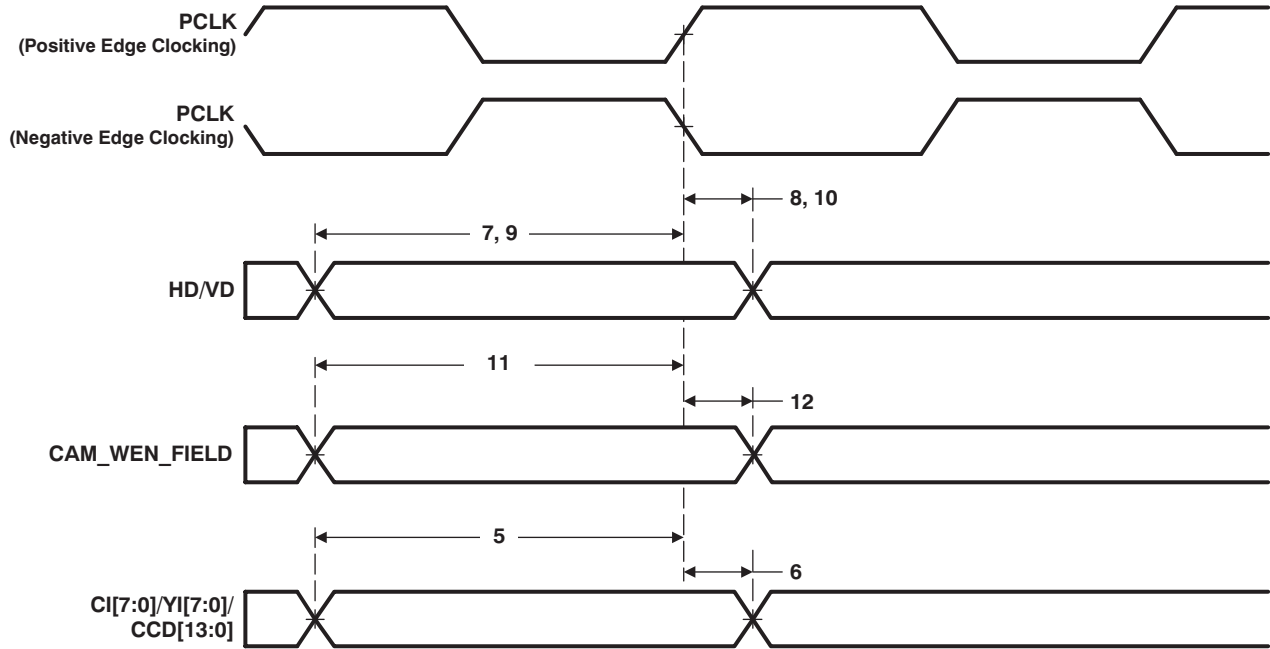 PCLK
(Positive Edge Clocking)
PCLK
(Negative Edge Clocking)
8, 10
7, 9
HD/VD
11
12
CAM_WEN_FIELD
5
6
CI[7:0]/YI[7:0]/
CCD[13:0]